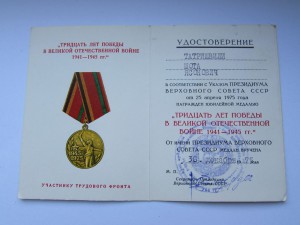 "ТРИДЦАТЬ ЛЕТ ПОБЕДЫ
В ВЕЛИКОЙ ОТЕЧЕСТВЕННОЙ ВОЙНЕ
1941—1945 гг."
1945
1975
УЧАСТНИКУ ТРУДОВОГО ФРОНТА
УДОСТОВЕРЕНИЕ
В СООТВЕТСТВИИ С УКАЗОМ ПРЕЗИДИУМА
ВЕРХОВНОГО СОВЕТА СССР
от 25 апреля 1975 года
НАГРАЖДЕН ЮБИЛЕЙНОЙ МЕДАЛЬЮ
"ТРИДЦАТЬ ЛЕТ ПОБЕДЫ
В ВЕЛИКОЙ ОТЕЧЕСТВЕННОЙ
ВОЙНЕ 1941—1945 гг."
От имени ПРЕЗИДИУМА ВЕРХОВНОГО
СОВЕТА СССР МЕДАЛЬ ВРУЧЕНА
М. П.